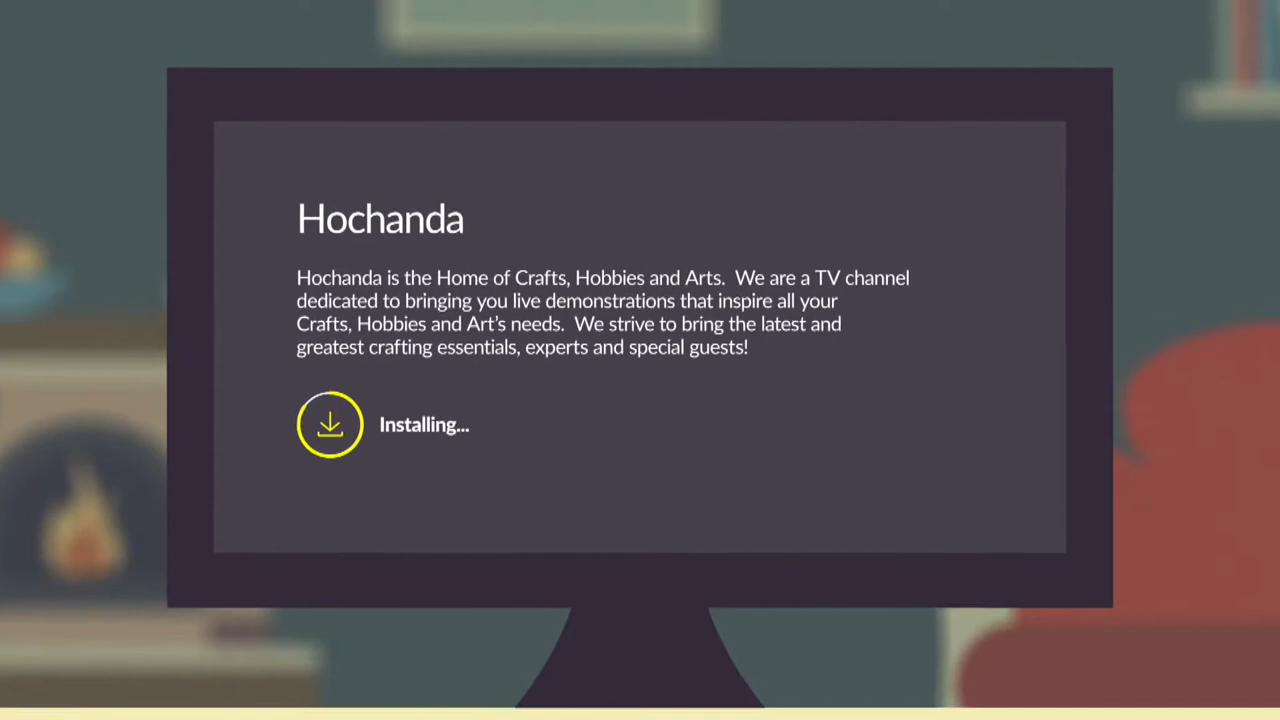 Hochanda
Hochanda is the Home of Crafts, Hobbies and Arts.  We are a TV channel
dedicated to bringing you live demonstrations that inspire all your
Crafts, Hobbies and Art's needs.  We strive to bring the latest and
greatest crafting essentials, experts and special guests!
Installing...